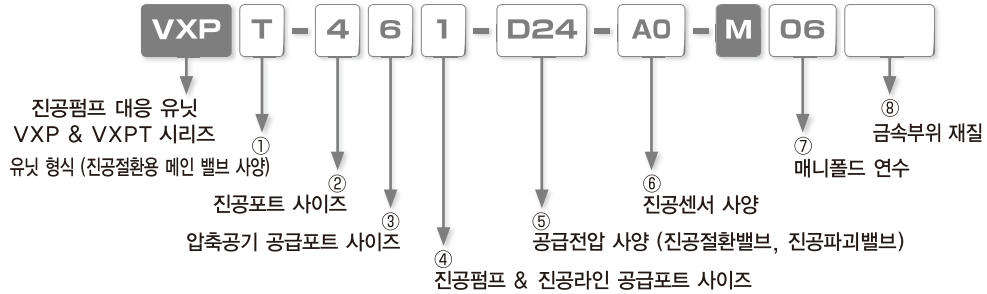 VXP T - 4 6 1 - D24 - A0 - M 06
진공펌프 대응 유닛
VXP & VXPT 시리즈
①
유닛 형식 (진공절환용 메인 밸브 사양)
②
진공포트 사이즈
③
압축공기 공급포트 사이즈
④
진공펌프 & 진공라인 공급포트 사이즈
⑤
공급전압 사양 (진공절환밸브, 진공파괴밸브)
⑥
진공센서 사양
⑦
매니폴드 연수
⑧
금속부위 재질